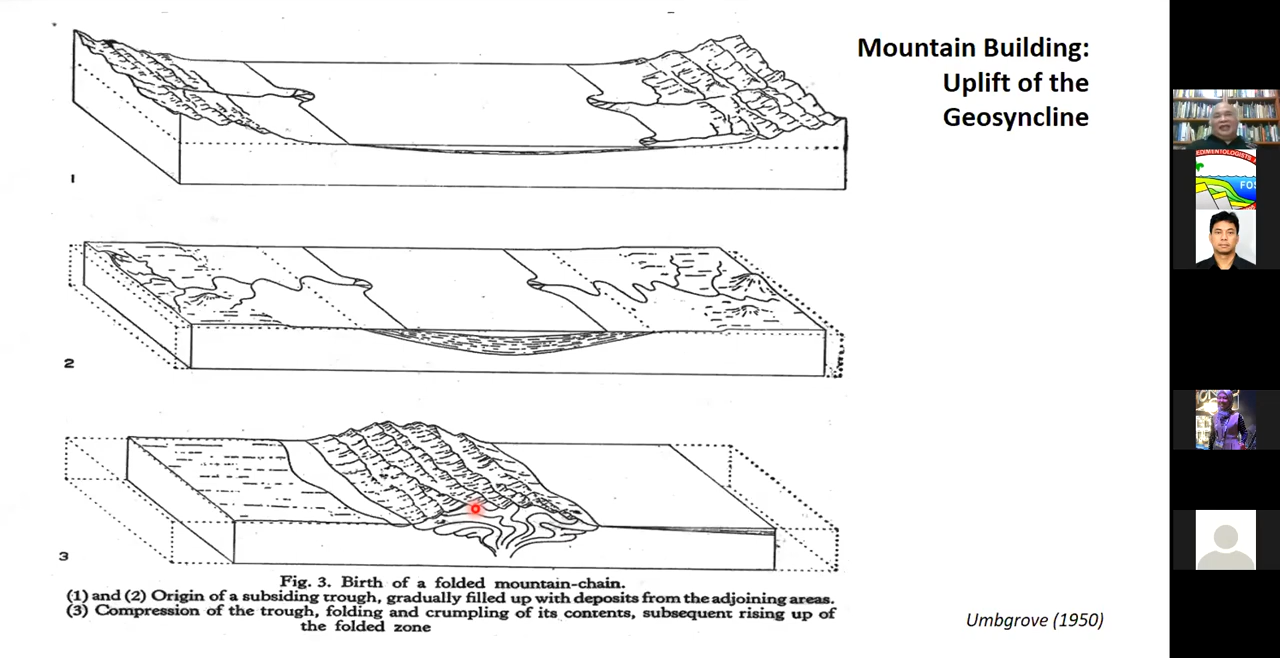 Mountain Building:
Uplift of the
Geosyncline
1
2
3
Fig. 3. Birth of a folded mountain-chain.
(1) and (2) Origin of a subsiding trough, gradually filled up with deposits from the adjoining areas.
(3) Compression of the trough, folding and crumpling of its contents, subsequent rising up of
the folded zone
Umbgrove (1950)
EDIMENTOLOGISTS
FOS